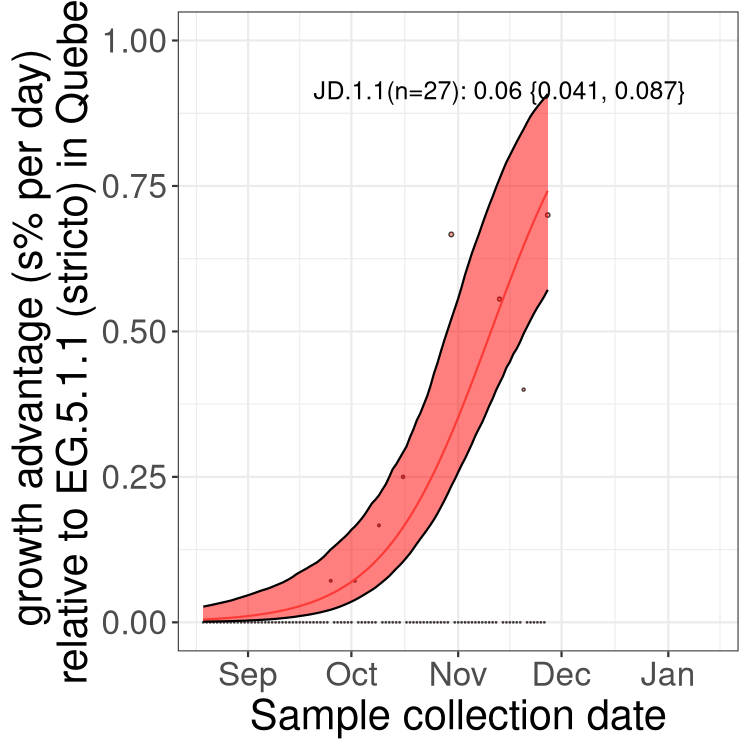 growth advantage (s% per day)
relative to EG.5.1.1 (stricto) in Quebe
1.00
0.75
0.50
0.25
0.00
JD.1.1(n=27): 0.06 {0.041, 0.087}
Sep Oct Nov Dec Jan
Sample collection date